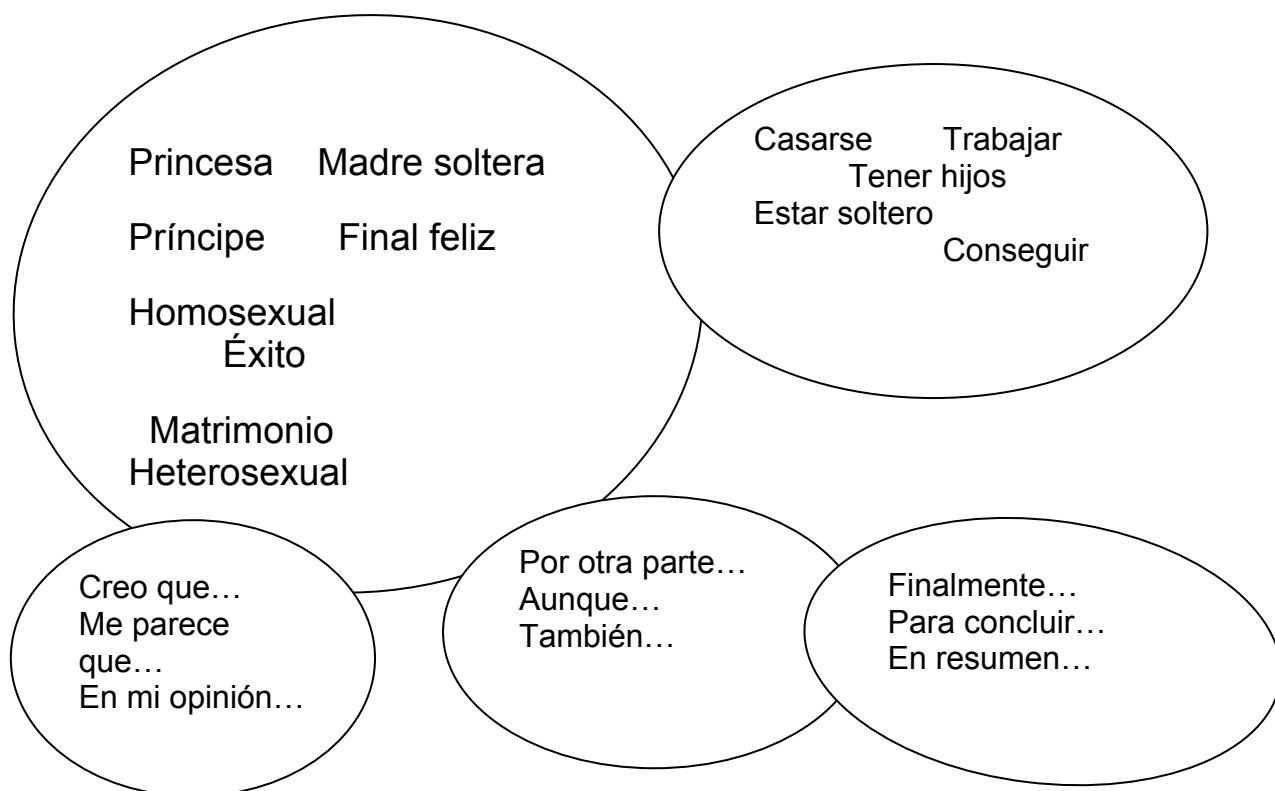 Princesa Madre soltera
Príncipe Final feliz
Homosexual
Éxito
Matrimonio
Heterosexual
Casarse Trabajar
Tener hijos
Estar soltero
Conseguir
Creo que…
Me parece
que…
En mi opinión…
Por otra parte…
Aunque…
También…
Finalmente…
Para concluir…
En resumen…